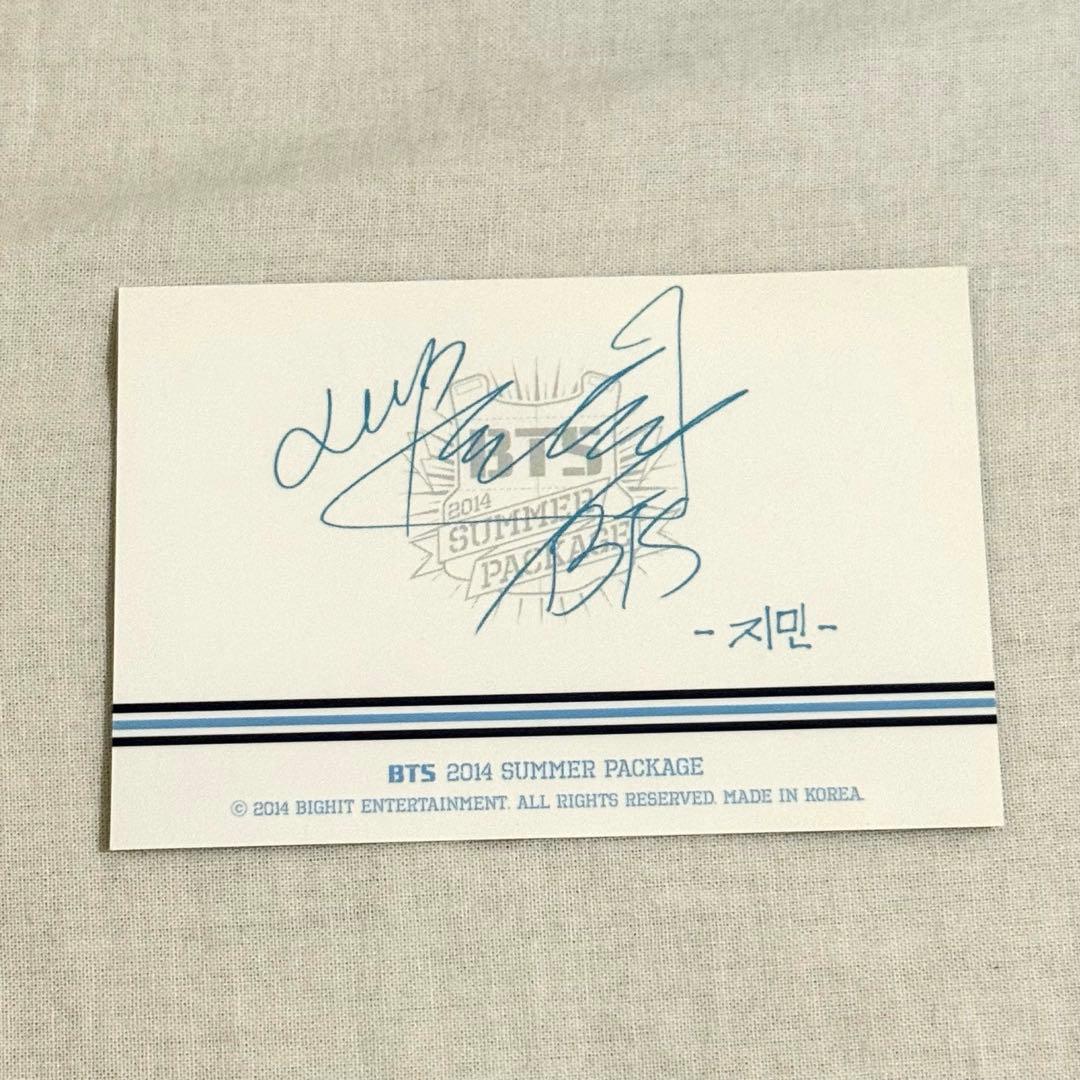 BTS
2014
SUMMER
PACKAGE
BTS
- 지민 -
BTS 2014 SUMMER PACKAGE
© 2014 BIGHIT ENTERTAINMENT. ALL RIGHTS RESERVED. MADE IN KOREA.